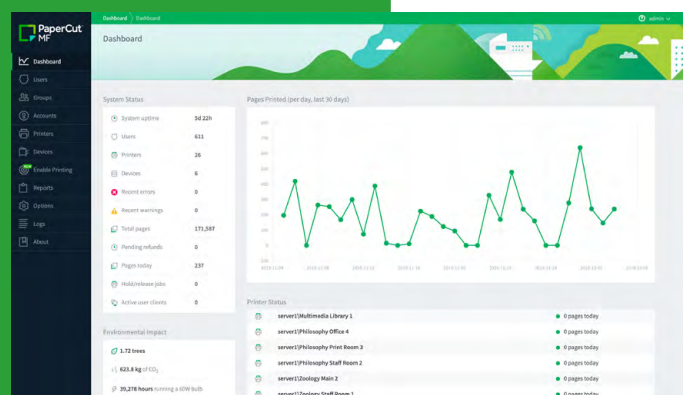 PaperCut
MF
Dashboard
Users
Groups
Accounts
Printers
Devices
Enable Printing
Reports
Options
Logs
About
Dashboard Dashboard
admin
Dashboard
System Status
System uptime 5d 22h
Users 611
Printers 26
Devices 6
Recent errors 0
Recent warnings 0
Total pages 171,587
Pending refunds 0
Pages today 237
Hold/release jobs 0
Active user clients 0
Environmental Impact
1.72 trees
623.8 kg of CO2
39,278 hours running a 60W bulb
Pages Printed (per day, last 30 days)
Printer Status
server1\Multimedia Library 1 0 pages today
server1\Philosophy Office 4 0 pages today
server1\Philosophy Print Room 3 0 pages today
server1\Philosophy Staff Room 2 0 pages today
server1\Zoology Main 2 0 pages today
server1\Zoology Staff Room 1 0 pages today